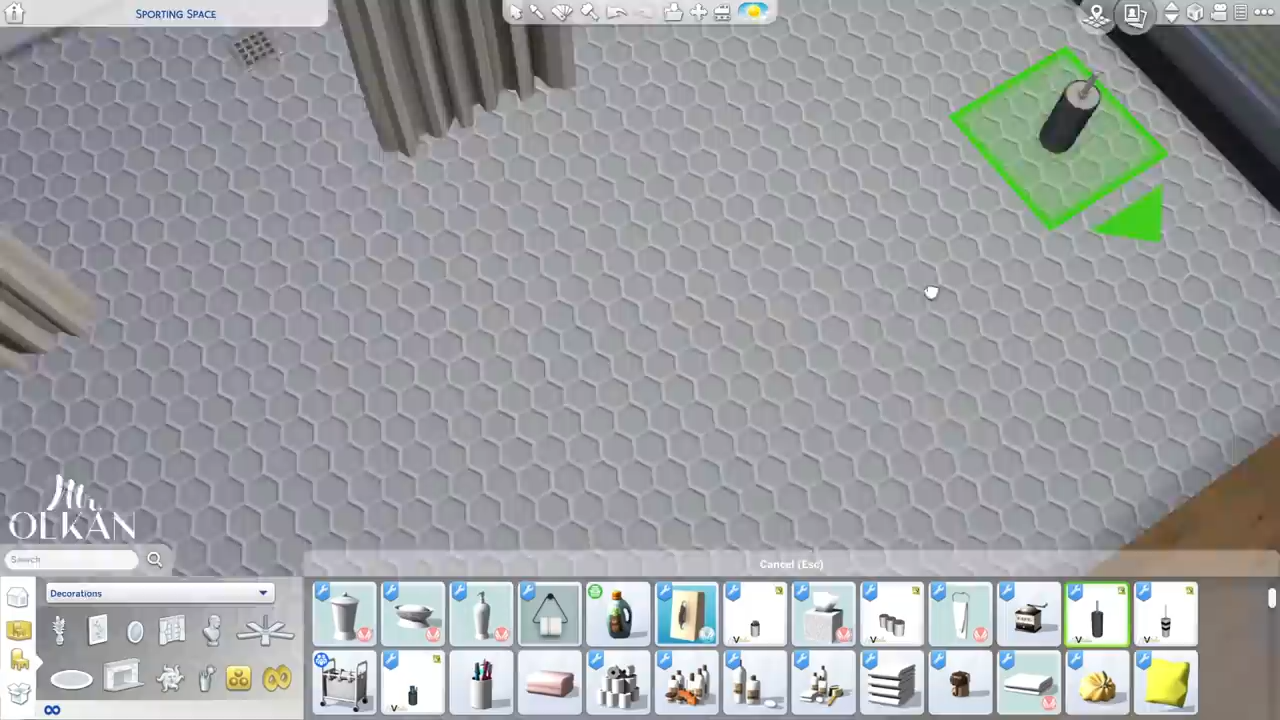 SPORTING SPACE
Mr.
OLKAN
Search
Cancel (Esc)
Decorations